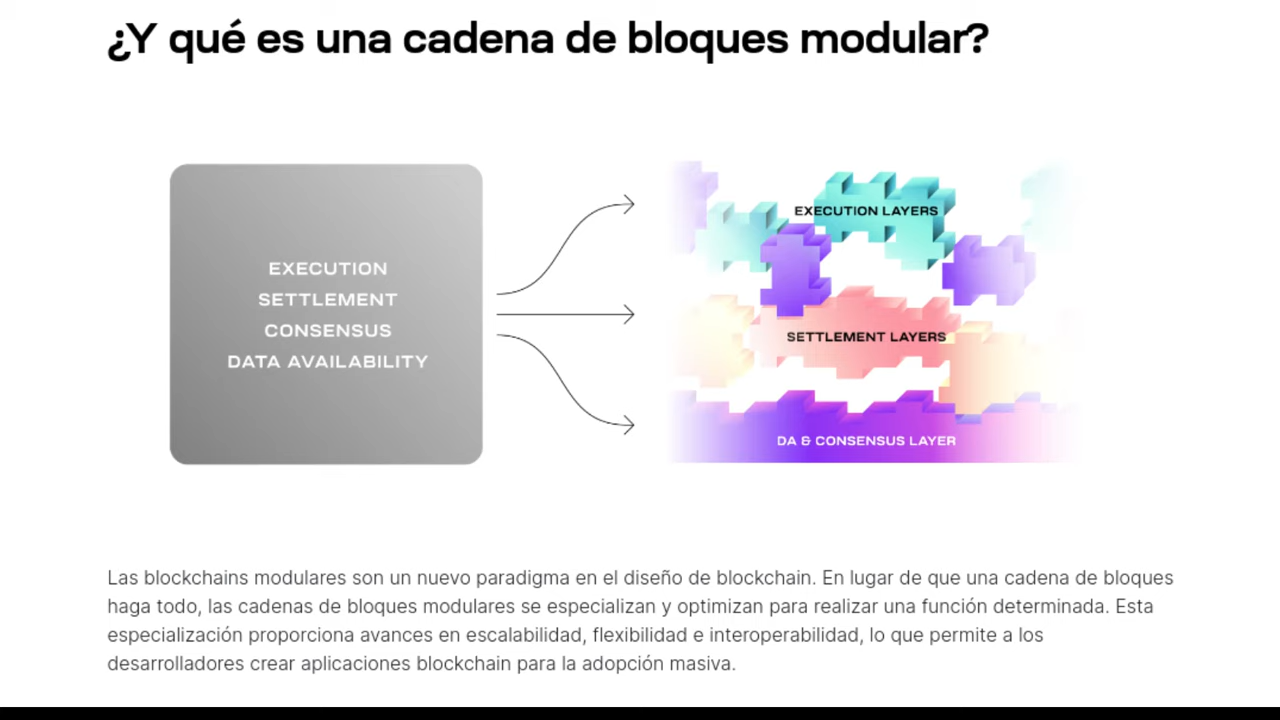 ¿Y qué es una cadena de bloques modular?
EXECUTION
SETTLEMENT
CONSENSUS
DATA AVAILABILITY
EXECUTION LAYERS
SETTLEMENT LAYERS
DA & CONSENSUS LAYER
Las blockchains modulares son un nuevo paradigma en el diseño de blockchain. En lugar de que una cadena de bloques
haga todo, las cadenas de bloques modulares se especializan y optimizan para realizar una función determinada. Esta
especialización proporciona avances en escalabilidad, flexibilidad e interoperabilidad, lo que permite a los
desarrolladores crear aplicaciones blockchain para la adopción masiva.